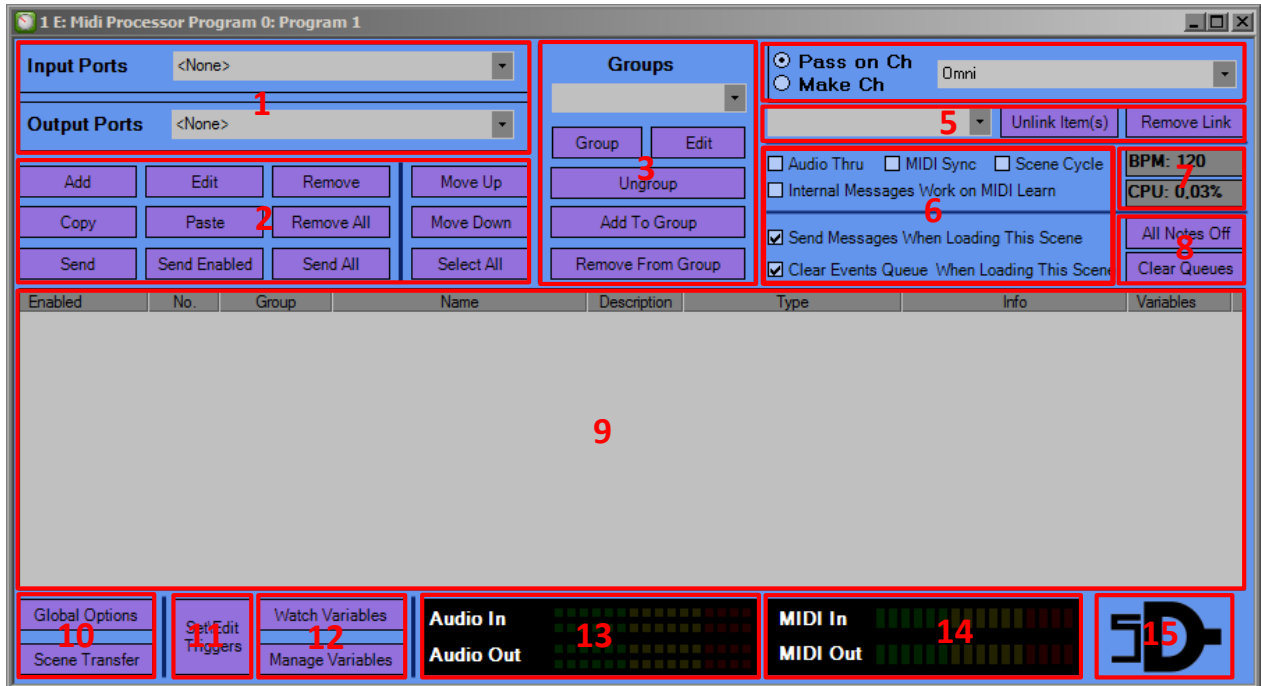 1 E: Midi Processor Program 0: Program 1
Input Ports <None>
1
Output Ports <None>
Groups
Group Edit
3
Ungroup
Add To Group
Remove From Group
Pass on Ch
Make Ch
Omni
5 Unlink Item(s) Remove Link
Add Edit Remove Move Up
Copy Paste 2 Remove All Move Down
Send Send Enabled Send All Select All
Audio Thru MIDI Sync Scene Cycle
Internal Messages Work on MIDI Learn
6
Send Messages When Loading This Scene
Clear Events Queue When Loading This Scene
BPM: 120
7
CPU: 0,03%
All Notes Off
8
Clear Queues
Enabled No. Group Name Description Type Info Variables
9
Global Options
10
Scene Transfer
Set\Edit
11
Triggers
Watch Variables
12
Manage Variables
Audio In
13
Audio Out
MIDI In
14
MIDI Out
15